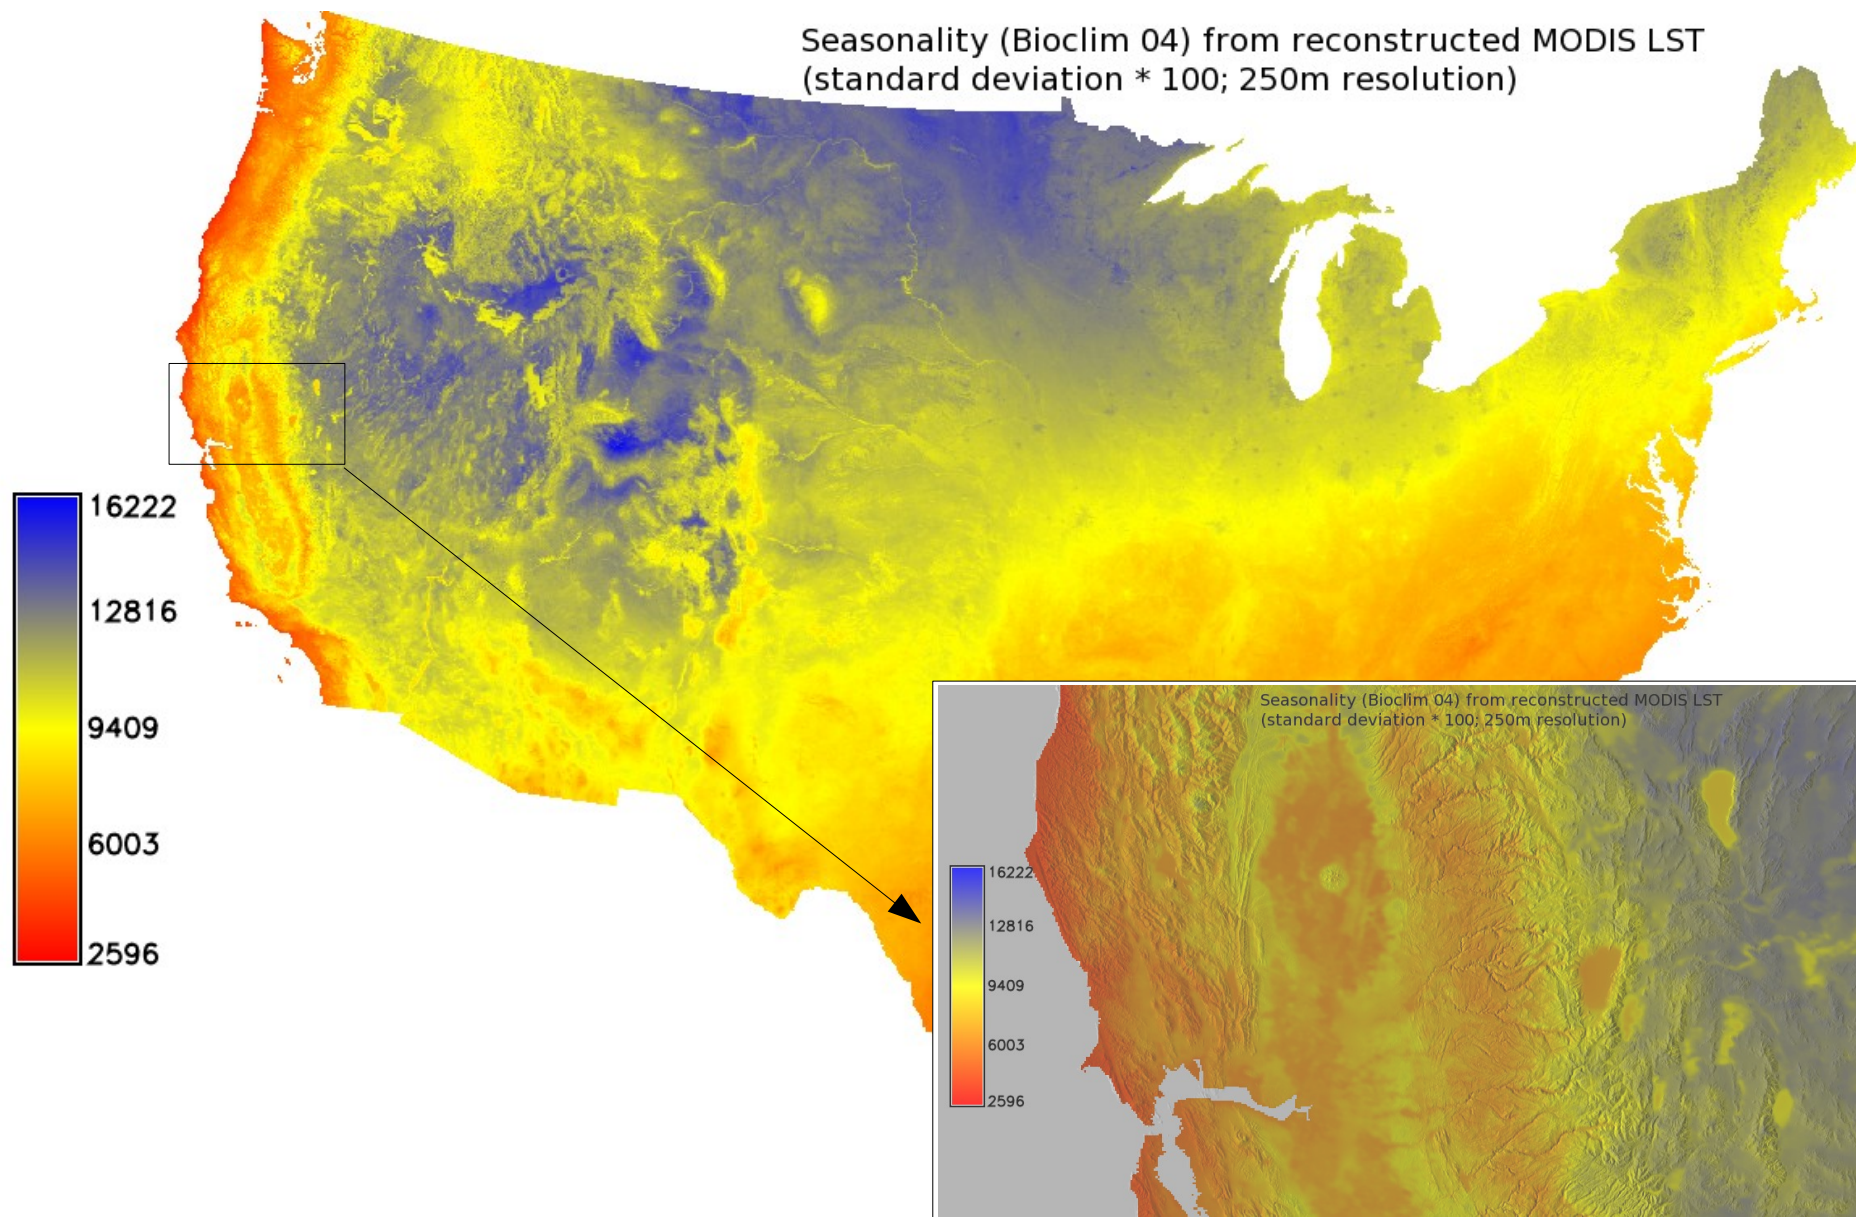 Seasonality (Bioclim 04) from reconstructed MODIS LST
(standard deviation * 100; 250m resolution)
16222
12816
9409
6003
2596
Seasonality (Bioclim 04) from reconstructed MODIS LST
(standard deviation * 100; 250m resolution)
16222
12816
9409
6003
2596